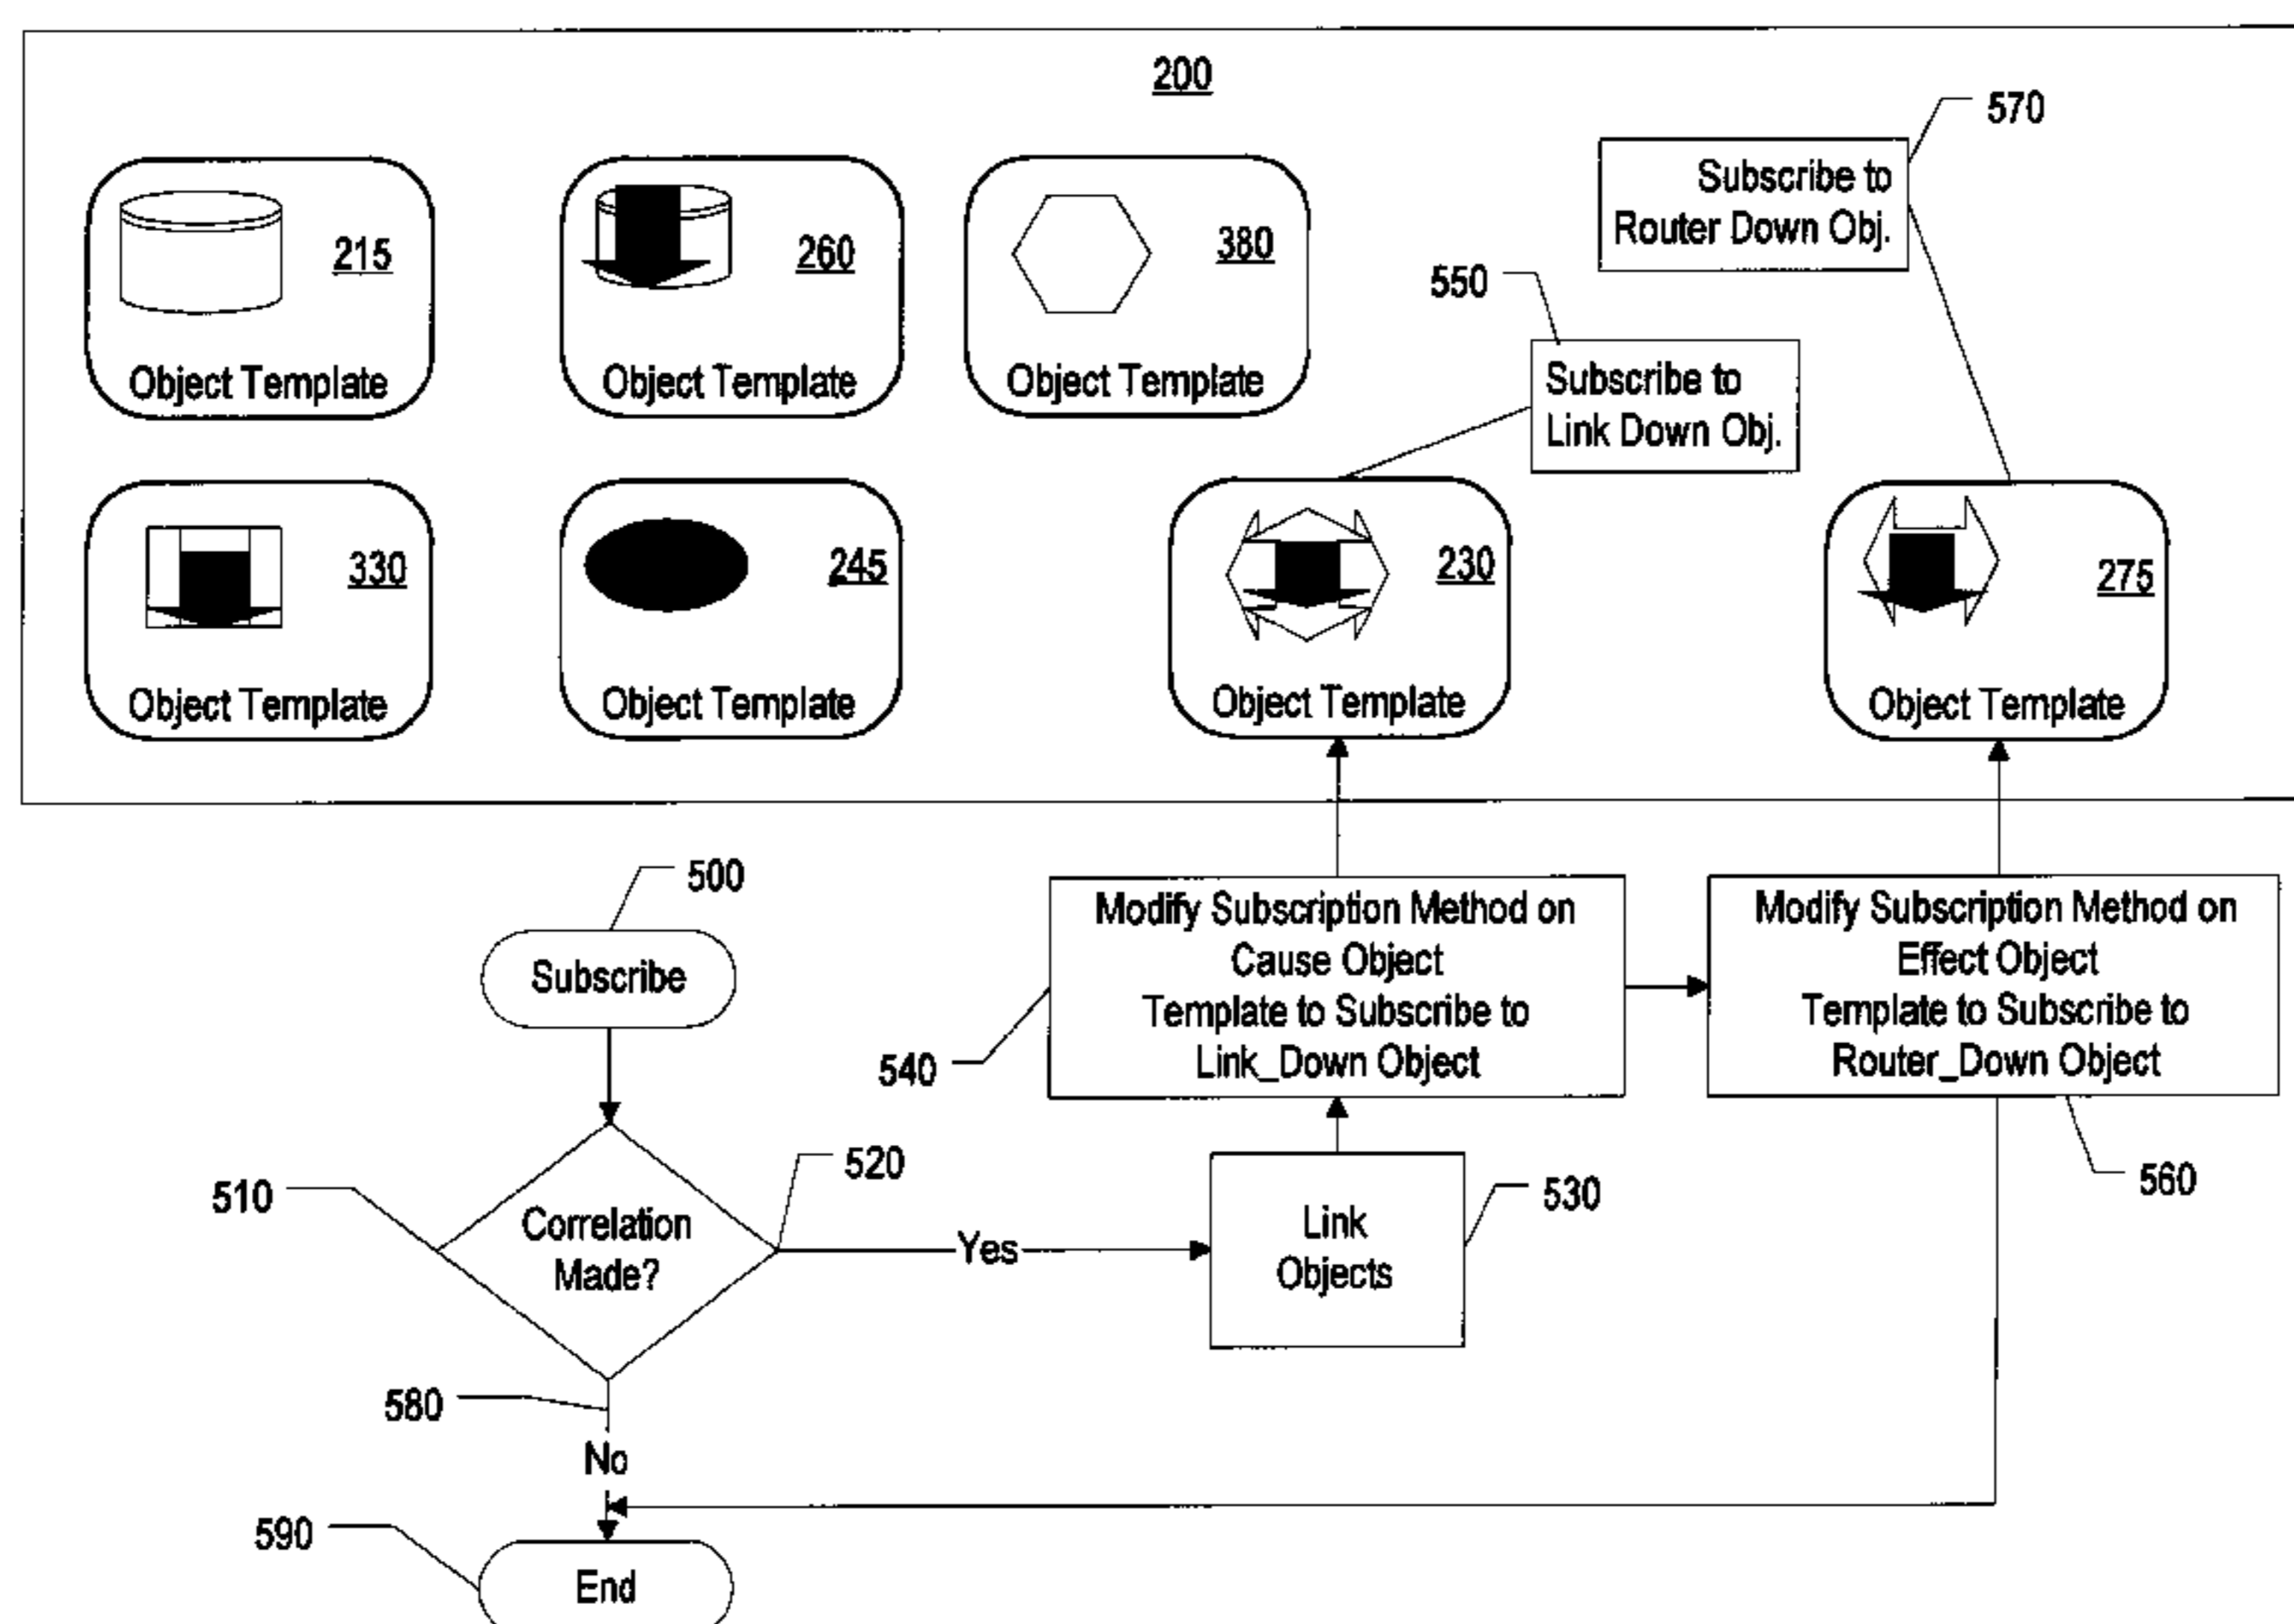 200
570
Subscribe to
Router Down Obj.
215
Object Template
260
Object Template
380
Object Template
550
Subscribe to
Link Down Obj.
330
Object Template
245
Object Template
230
Object Template
275
Object Template
500
Subscribe
510
Correlation
Made?
520
Yes
530
Link
Objects
540
Modify Subscription Method on
Cause Object
Template to Subscribe to
Link_Down Object
Modify Subscription Method on
Effect Object
Template to Subscribe to
Router_Down Object
560
580
No
590
End